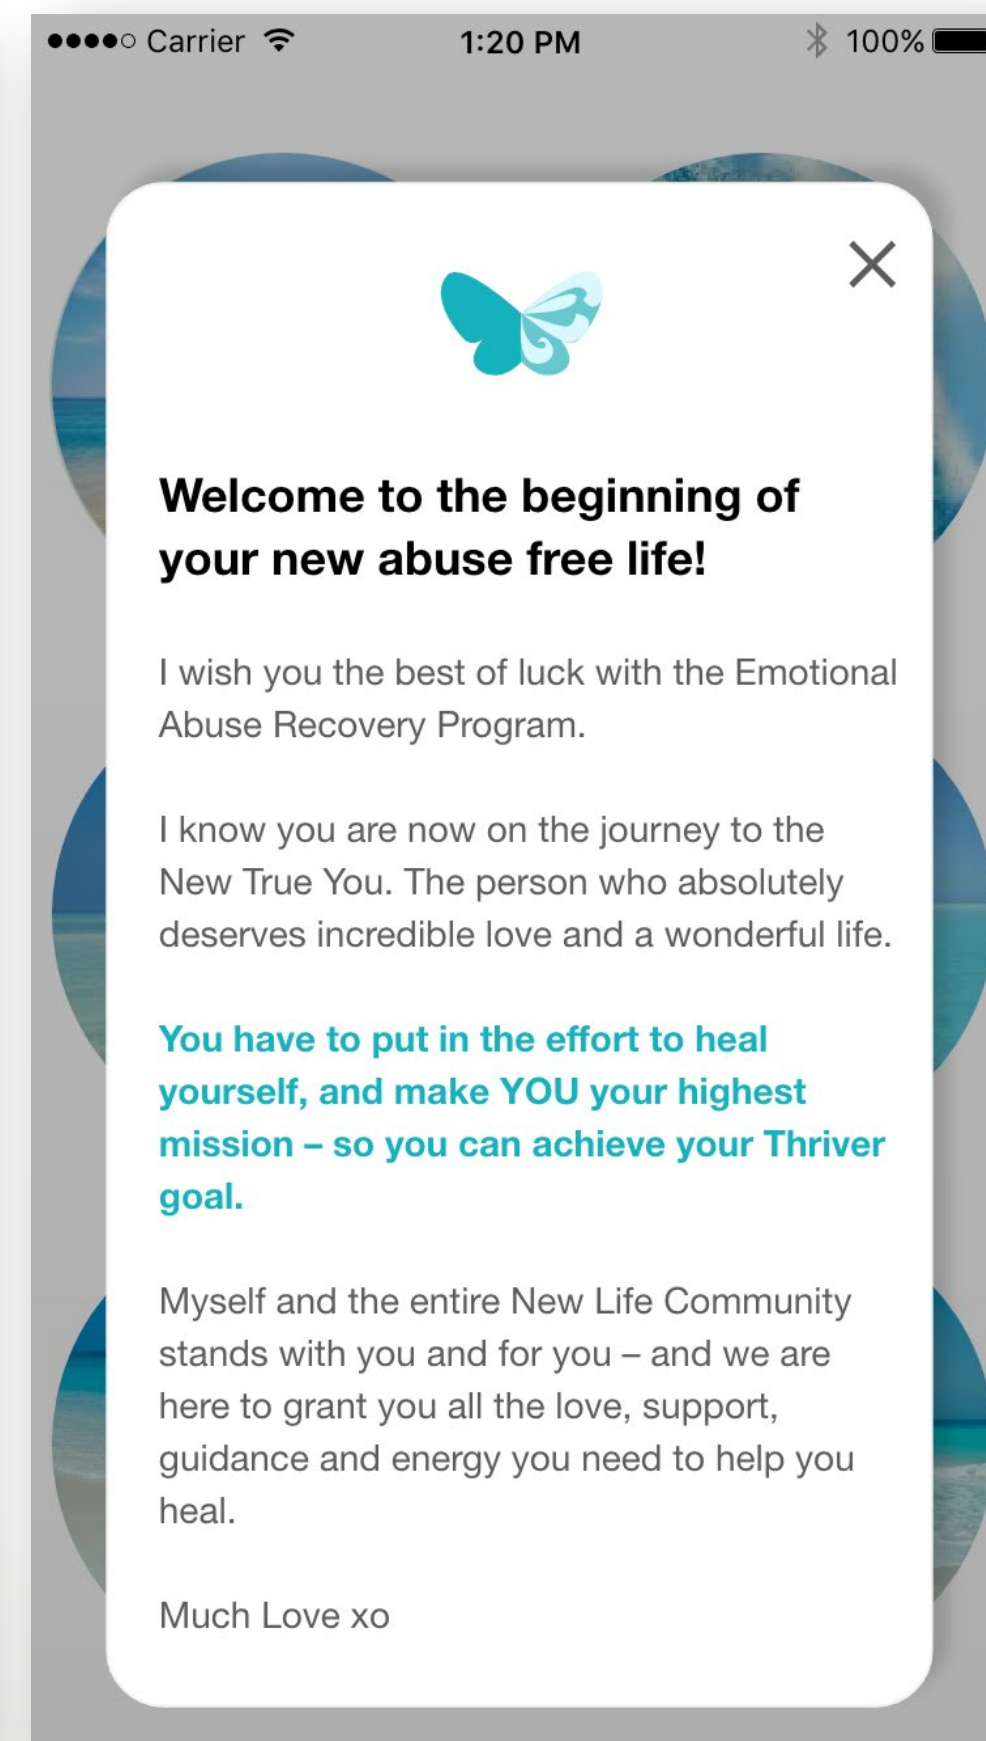 Carrier 1:20 PM 100%
Welcome to the beginning of
your new abuse free life!
I wish you the best of luck with the Emotional
Abuse Recovery Program.
I know you are now on the journey to the
New True You. The person who absolutely
deserves incredible love and a wonderful life.
You have to put in the effort to heal
yourself, and make YOU your highest
mission – so you can achieve your Thriver
goal.
Myself and the entire New Life Community
stands with you and for you – and we are
here to grant you all the love, support,
guidance and energy you need to help you
heal.
Much Love xo